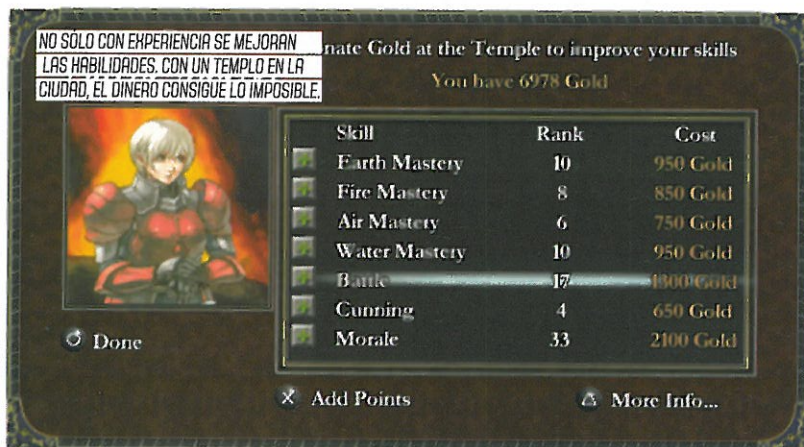 NO SÓLO CON EXPERIENCIA SE MEJORAN
LAS HABILIDADES. CON UN TEMPLO EN LA
CIUDAD, EL DINERO CONSIGUE LO IMPOSIBLE.
nate Gold at the Temple to improve your skills
You have 6978 Gold
Skill Rank Cost
Earth Mastery 10 950 Gold
Fire Mastery 8 850 Gold
Air Mastery 6 750 Gold
Water Mastery 10 950 Gold
Battle 17 1300 Gold
Cunning 4 650 Gold
Morale 33 2100 Gold
Done
Add Points
More Info...